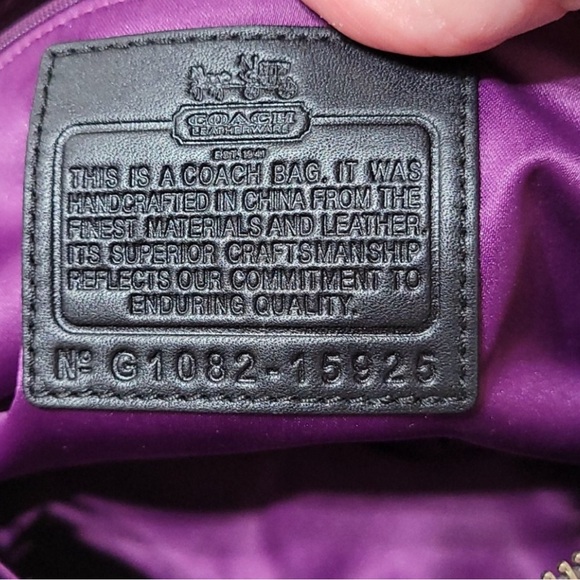 COACH
LEATHERWARE
EST. 1941
THIS IS A COACH BAG. IT WAS
HANDCRAFTED IN CHINA FROM THE
FINEST MATERIALS AND LEATHER.
ITS SUPERIOR CRAFTSMANSHIP
REFLECTS OUR COMMITMENT TO
ENDURING QUALITY.
Nº G1082-15925